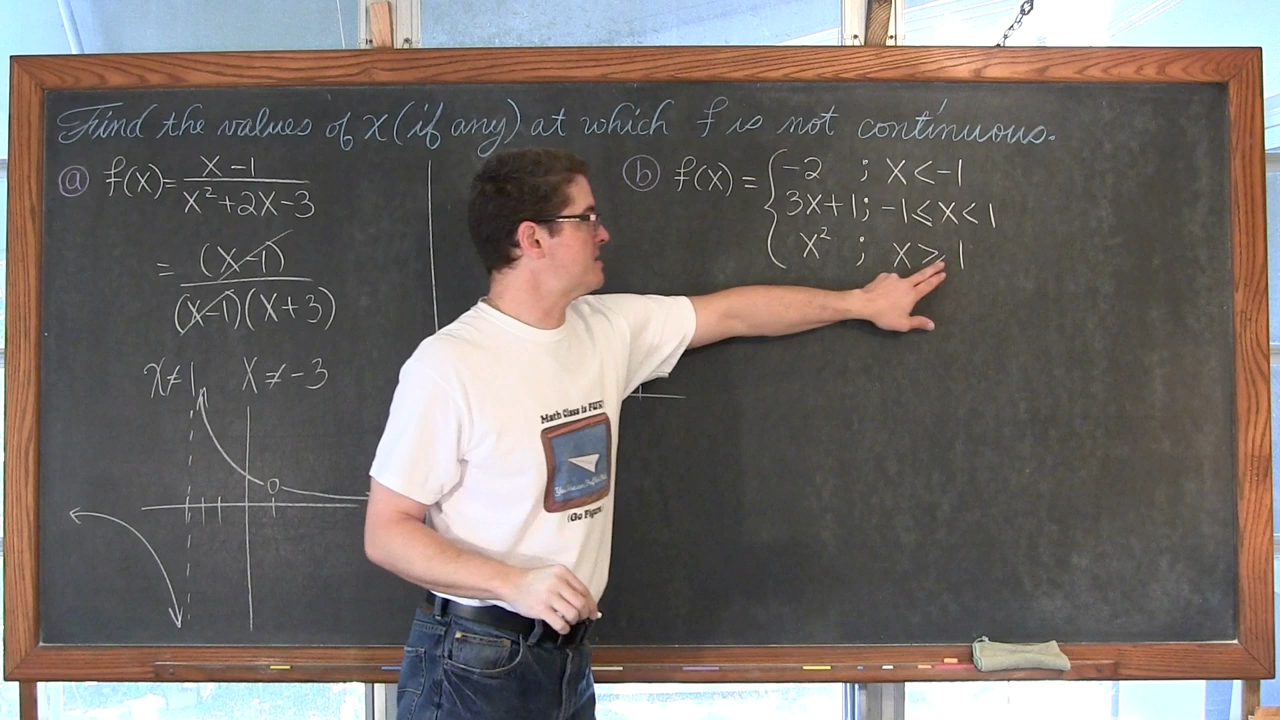 Find the values of x (if any) at which f is not continuous.
a f(x) = x - 1
x² + 2x - 3
= (x - 1)
(x - 1)(x + 3)
x ≠ 1 x ≠ -3
b f(x) = { -2 ; x < -1
3x + 1 ; -1 ≤ x < 1
x² ; x ≥ 1
Math Class is FUN!
(Go Figure)